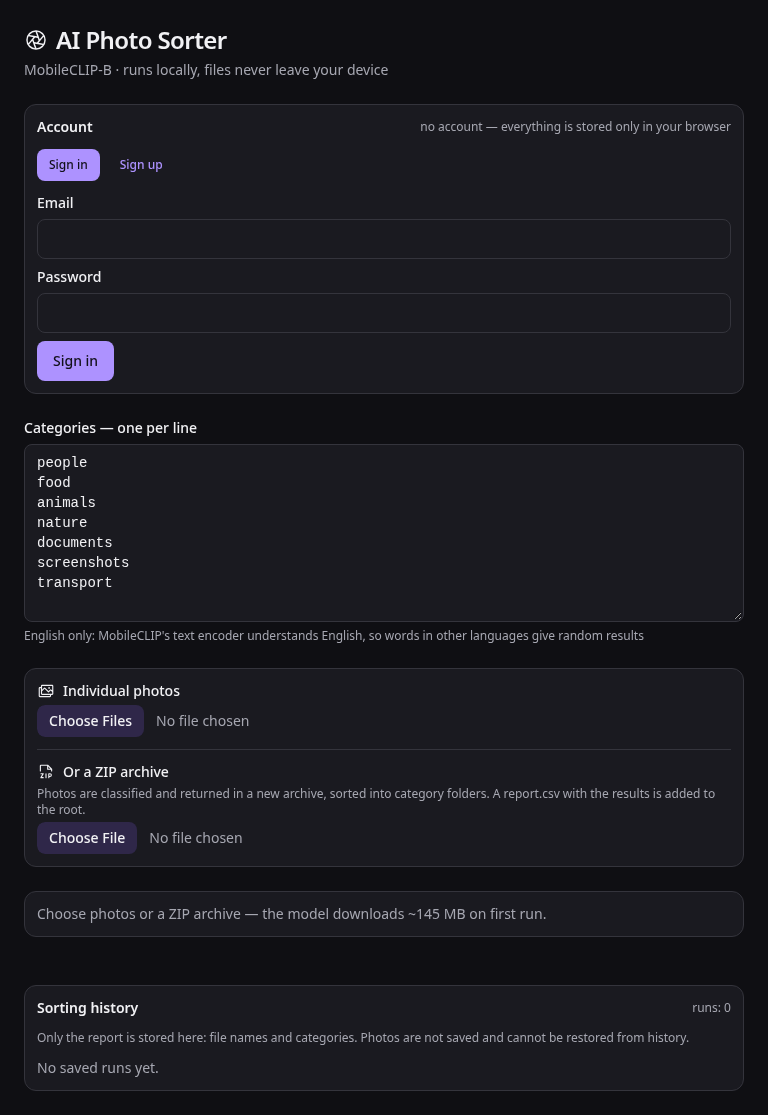 AI Photo Sorter
MobileCLIP-B · runs locally, files never leave your device
Account
no account — everything is stored only in your browser
Sign in
Sign up
Email
Password
Sign in
Categories — one per line
people
food
animals
nature
documents
screenshots
transport
English only: MobileCLIP's text encoder understands English, so words in other languages give random results
Individual photos
Choose Files
No file chosen
ZIP
Or a ZIP archive
Photos are classified and returned in a new archive, sorted into category folders. A report.csv with the results is added to
the root.
Choose File
No file chosen
Choose photos or a ZIP archive — the model downloads ~145 MB on first run.
Sorting history
runs: 0
Only the report is stored here: file names and categories. Photos are not saved and cannot be restored from history.
No saved runs yet.